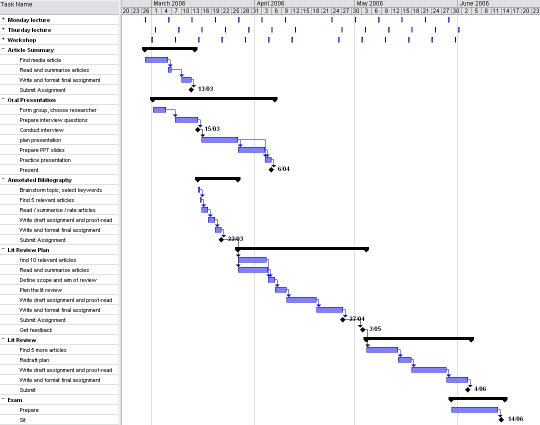 Task Name
March 2006 April 2006 May 2006 June 2006
20 23 26 1 4 7 10 13 16 19 22 25 28 31 3 6 9 12 15 18 21 24 27 30 3 6 9 12 15 18 21 24 27 30 2 5 8 11 14 17 20 23
Monday lecture
Thurday lecture
Workshop
Article Summary
Find media article
Read and summarise articles
Write and format final assignment
Submit Assignment 13/03
Oral Presentation
Form group, choose researcher
Prepare interview questions
Conduct interview 15/03
plan presentation
Prepare PPT slides
Practice presentation
Present 6/04
Annotated Bibliography
Brainstorm topic, select keywords
Find 5 relevant articles
Read / summarise / rate articles
Write draft assignment and proof-read
Write and format final assignment
Submit Assignment 22/03
Lit Review Plan
find 10 relevant articles
Read and summarise articles
Define scope and aim of review
Plan the lit review
Write draft assignment and proof-read
Write and format final assignment
Submit Assignment 27/04
Get feedback 3/05
Lit Review
Find 5 more articles
Redraft plan
Write draft assignment and proof-read
Write and format final assignment
Submit 4/06
Exam
Prepare
Sit 14/06